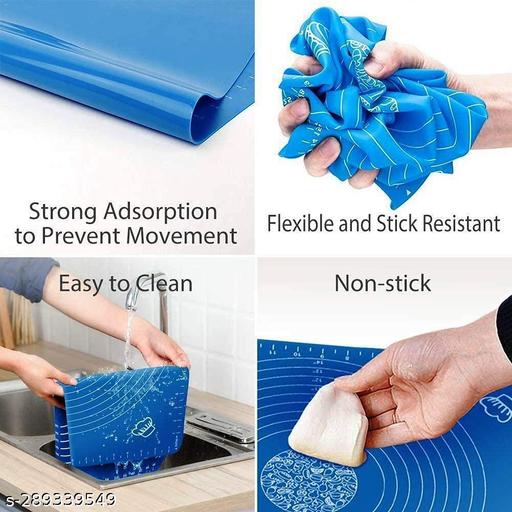 Strong Adsorption
to Prevent Movement
Flexible and Stick Resistant
Easy to Clean
Non-stick
s-289339549